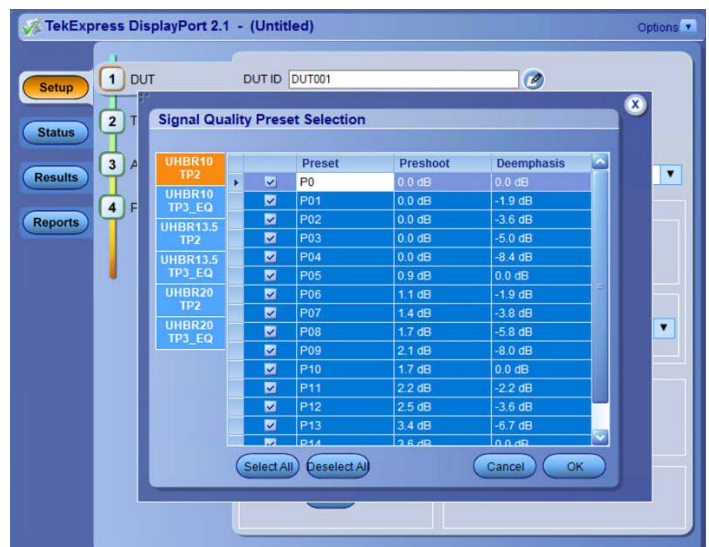 TekExpress DisplayPort 2.1 - (Untitled) Options
Setup
Status
Results
Reports
1 DUT DUT ID DUT001
2 T
3 A
4
Signal Quality Preset Selection
X
UHBR10 TP2
UHBR10 TP3_EQ
UHBR13.5 TP2
UHBR13.5 TP3_EQ
UHBR20 TP2
UHBR20 TP3_EQ
Preset Preshoot Deemphasis
P0 0.0 dB 0.0 dB
P01 0.0 dB -1.9 dB
P02 0.0 dB -3.6 dB
P03 0.0 dB -5.0 dB
P04 0.0 dB -8.4 dB
P05 0.9 dB 0.0 dB
P06 1.1 dB -1.9 dB
P07 1.4 dB -3.8 dB
P08 1.7 dB -5.8 dB
P09 2.1 dB -8.0 dB
P10 1.7 dB 0.0 dB
P11 2.2 dB -2.2 dB
P12 2.5 dB -3.6 dB
P13 3.4 dB -6.7 dB
P14 3.6 dB 0.0 dB
Select All Deselect All Cancel OK